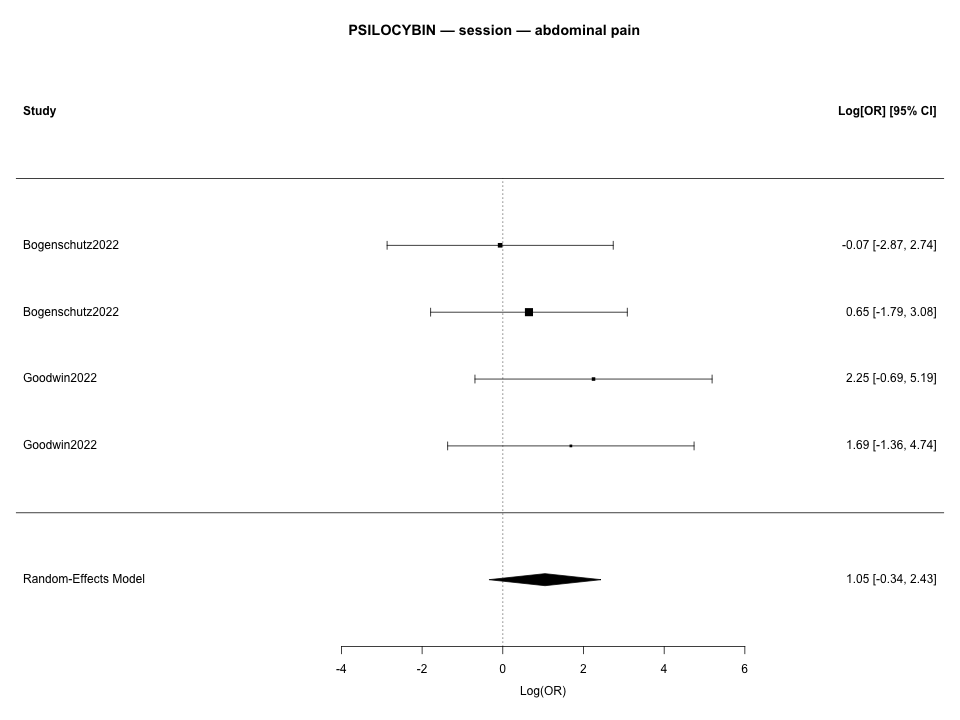 PSILOCYBIN — session — abdominal pain
Study Log[OR] [95% CI]
Bogenschutz2022 -0.07 [-2.87, 2.74]
Bogenschutz2022 0.65 [-1.79, 3.08]
Goodwin2022 2.25 [-0.69, 5.19]
Goodwin2022 1.69 [-1.36, 4.74]
Random-Effects Model 1.05 [-0.34, 2.43]
-4 -2 0 2 4 6
Log(OR)